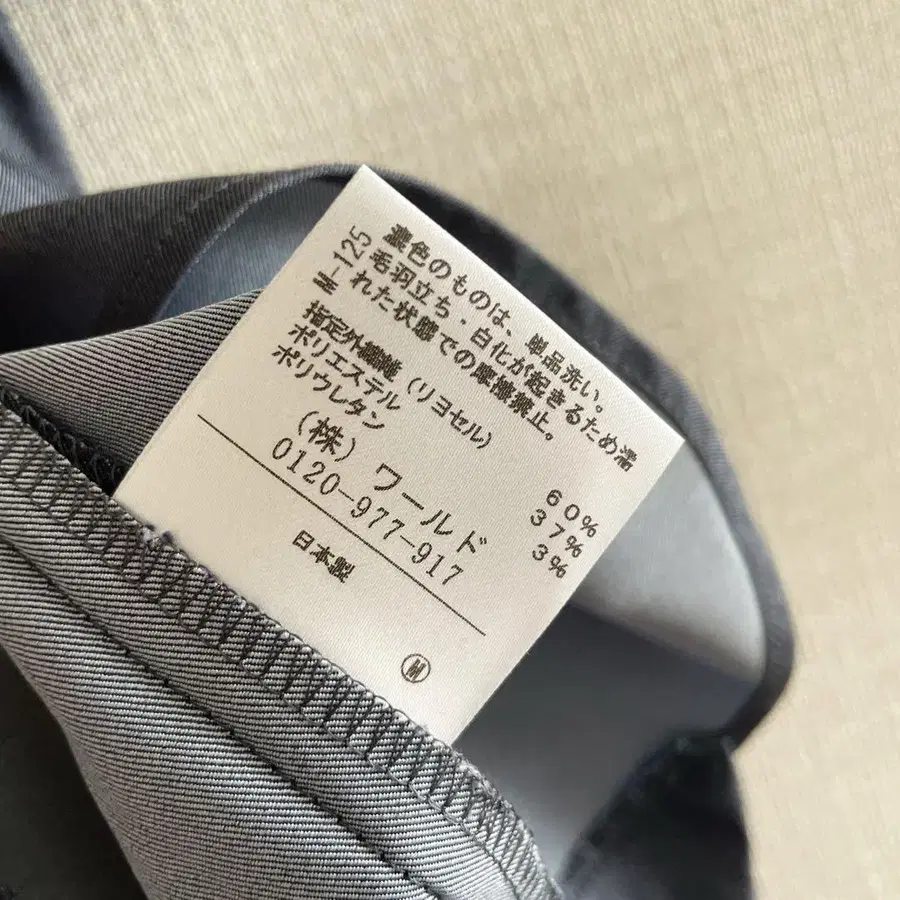 濃色のものは、単品洗い。
毛羽立ち・白化が起きるため濡
れた状態での摩擦禁止。
M-125
指定外繊維(リヨセル) 60%
ポリエステル 37%
ポリウレタン 3%
(株)ワールド
0120-977-917
日本製